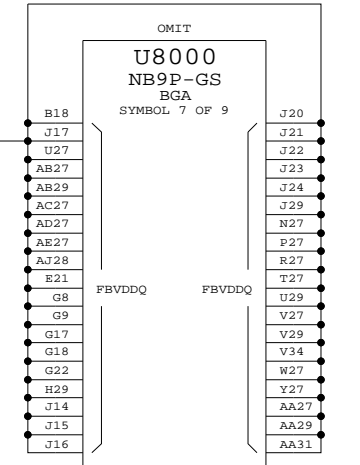 OMIT
U8000
NB9P-GS
BGA
SYMBOL 7 OF 9
B18 J20
J17 J21
U27 J22
AB27 J23
AB29 J24
AC27 J29
AD27 N27
AE27 P27
AJ28 R27
E21 T27
G8 FBVDDQ FBVDDQ U29
G9 V27
G17 V29
G18 V34
G22 W27
H29 Y27
J14 AA27
J15 AA29
J16 AA31